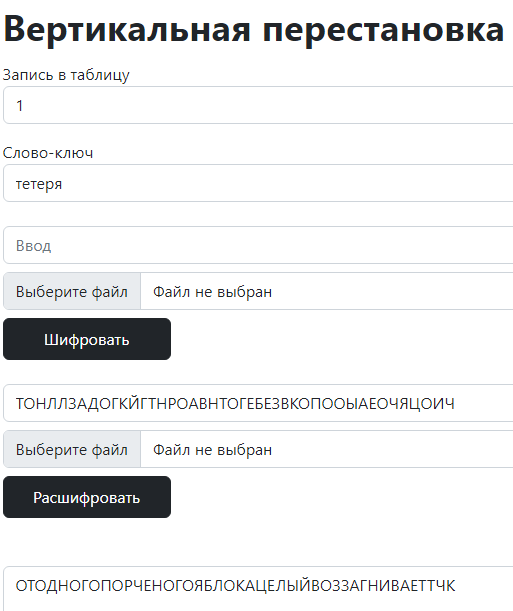 Вертикальная перестановка
Запись в таблицу
1
Слово-ключ
тетеря
Ввод
Выберите файл Файл не выбран
Шифровать
ТОНЛЛЗАДОГКЙГТНРОАВНТОГЕБЕЗВКОПООЫАЕОЧЯЦОИЧ
Выберите файл Файл не выбран
Расшифровать
ОТОДНОГОПОРЧЕНОГОЯБЛОКАЦЕЛЫЙВОЗЗАГНИВАЕТТЧК